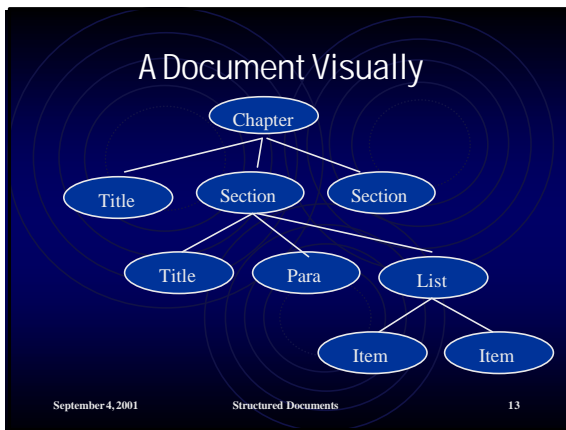 A Document Visually
Chapter
Title Section Section
Title Para List
Item Item
September 4, 2001 Structured Documents 13